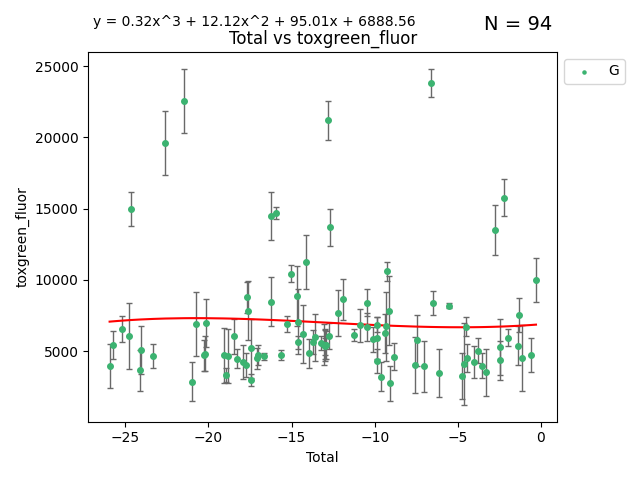 y = 0.32x^3 + 12.12x^2 + 95.01x + 6888.56
N = 94
Total vs toxgreen_fluor
G
25000
20000
15000
10000
5000
toxgreen_fluor
−25
−20
−15
−10
−5
0
Total